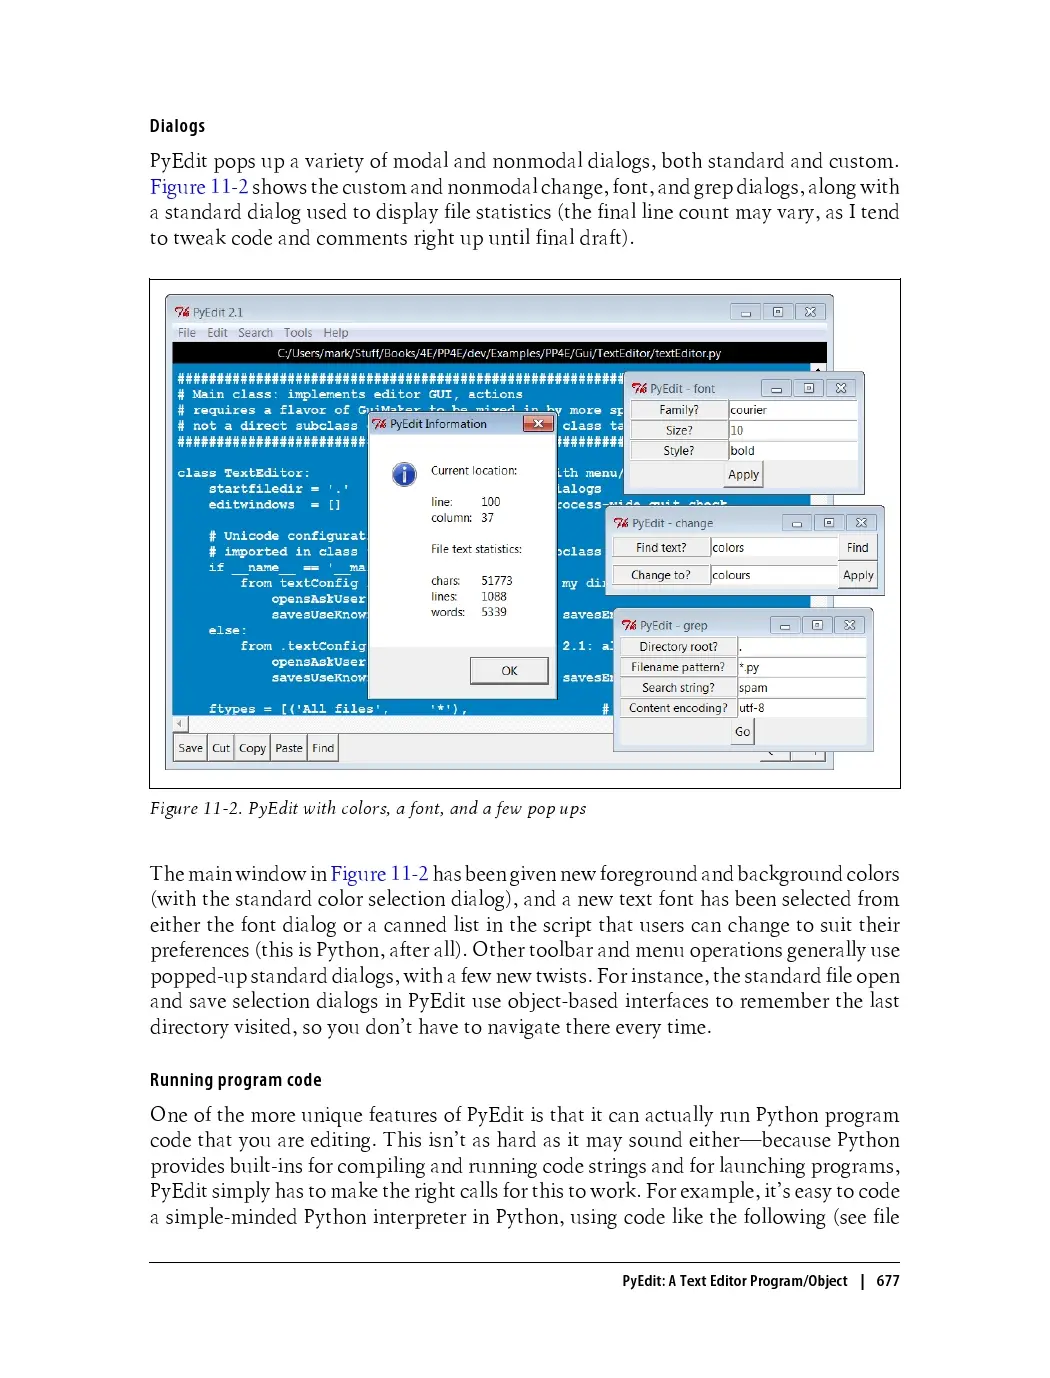 Dialogs
PyEdit pops up a variety of modal and nonmodal dialogs, both standard and custom.
Figure 11-2 shows the custom and nonmodal change, font, and grep dialogs, along with
a standard dialog used to display file statistics (the final line count may vary, as I tend
to tweak code and comments right up until final draft).
PyEdit 2.1
File Edit Search Tools Help
C:/Users/mark/Stuff/Books/4E/PP4E/dev/Examples/PP4E/Gui/TextEditor/textEditor.py
################################################################
# Main class: implements editor GUI, actions
# requires a flavor of GuiMaker to be mixed in by more sp
# not a direct subclass class ta
################################################################
class TextEditor: ith menu/
startfiledir = '.' ialogs
editwindows = [] rocess-wide quit check
# Unicode configurat
# imported in class bclass
if __name__ == '__ma
from textConfig my di
opensAskUser
savesUseKnow savesEn
else:
from .textConfig 2.1: al
opensAskUser
savesUseKnow savesEn
ftypes = [('All files', '*'), #
Save Cut Copy Paste Find
PyEdit Information
Current location:
line: 100
column: 37
File text statistics:
chars: 51773
lines: 1088
words: 5339
OK
PyEdit - font
Family? courier
Size? 10
Style? bold
Apply
PyEdit - change
Find text? colors Find
Change to? colours Apply
PyEdit - grep
Directory root? .
Filename pattern? *.py
Search string? spam
Content encoding? utf-8
Go
Figure 11-2. PyEdit with colors, a font, and a few pop ups
The main window in Figure 11-2 has been given new foreground and background colors
(with the standard color selection dialog), and a new text font has been selected from
either the font dialog or a canned list in the script that users can change to suit their
preferences (this is Python, after all). Other toolbar and menu operations generally use
popped-up standard dialogs, with a few new twists. For instance, the standard file open
and save selection dialogs in PyEdit use object-based interfaces to remember the last
directory visited, so you don’t have to navigate there every time.
Running program code
One of the more unique features of PyEdit is that it can actually run Python program
code that you are editing. This isn’t as hard as it may sound either—because Python
provides built-ins for compiling and running code strings and for launching programs,
PyEdit simply has to make the right calls for this to work. For example, it’s easy to code
a simple-minded Python interpreter in Python, using code like the following (see file
PyEdit: A Text Editor Program/Object | 677